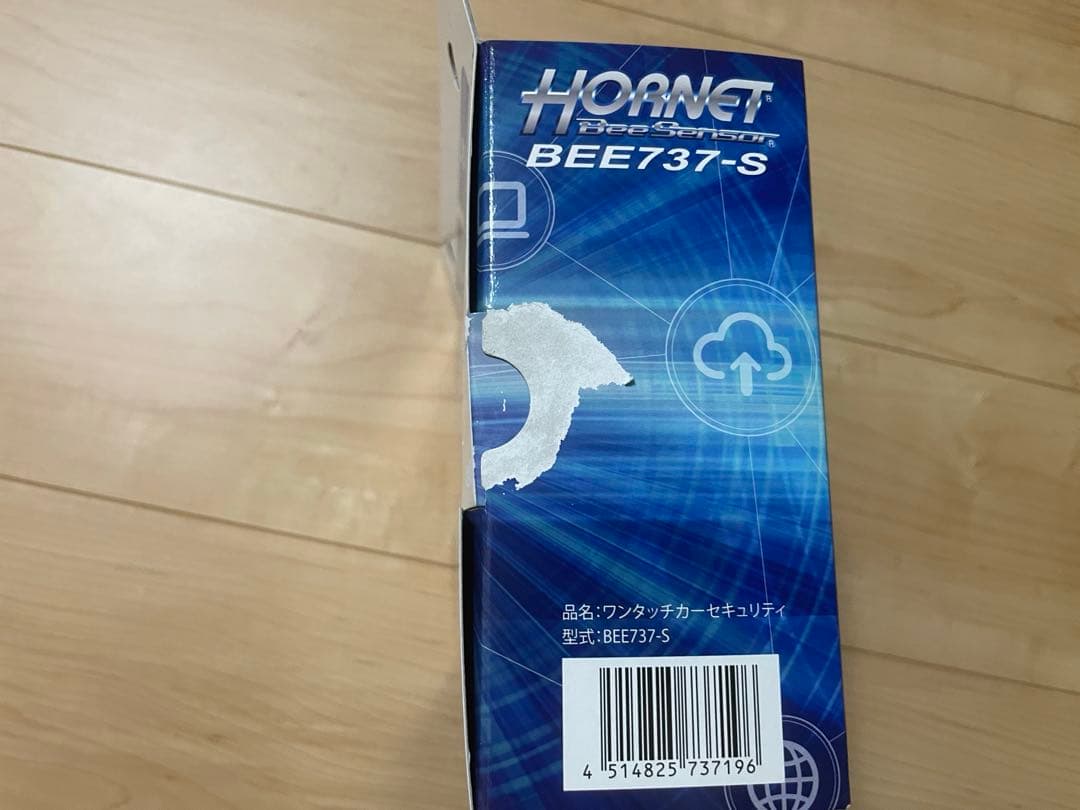 HORNET®
Bee Sensor®
BEE737-S
品名:ワンタッチカーセキュリティ
型式:BEE737-S
4 514825 737196